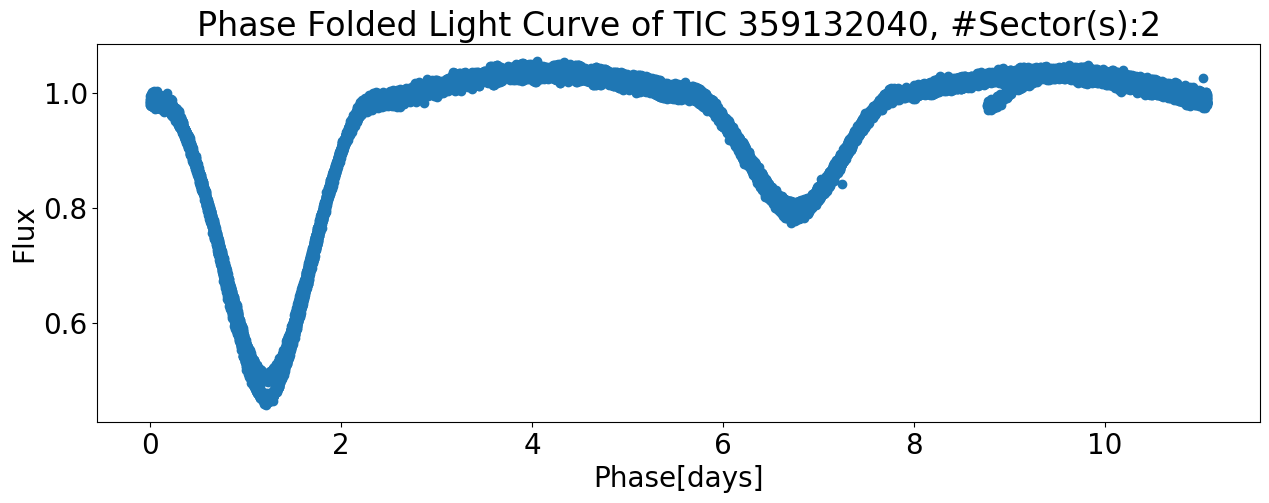 Phase Folded Light Curve of TIC 359132040, #Sector(s):2
1.0
0.8
0.6
Flux
0 2 4 6 8 10
Phase[days]